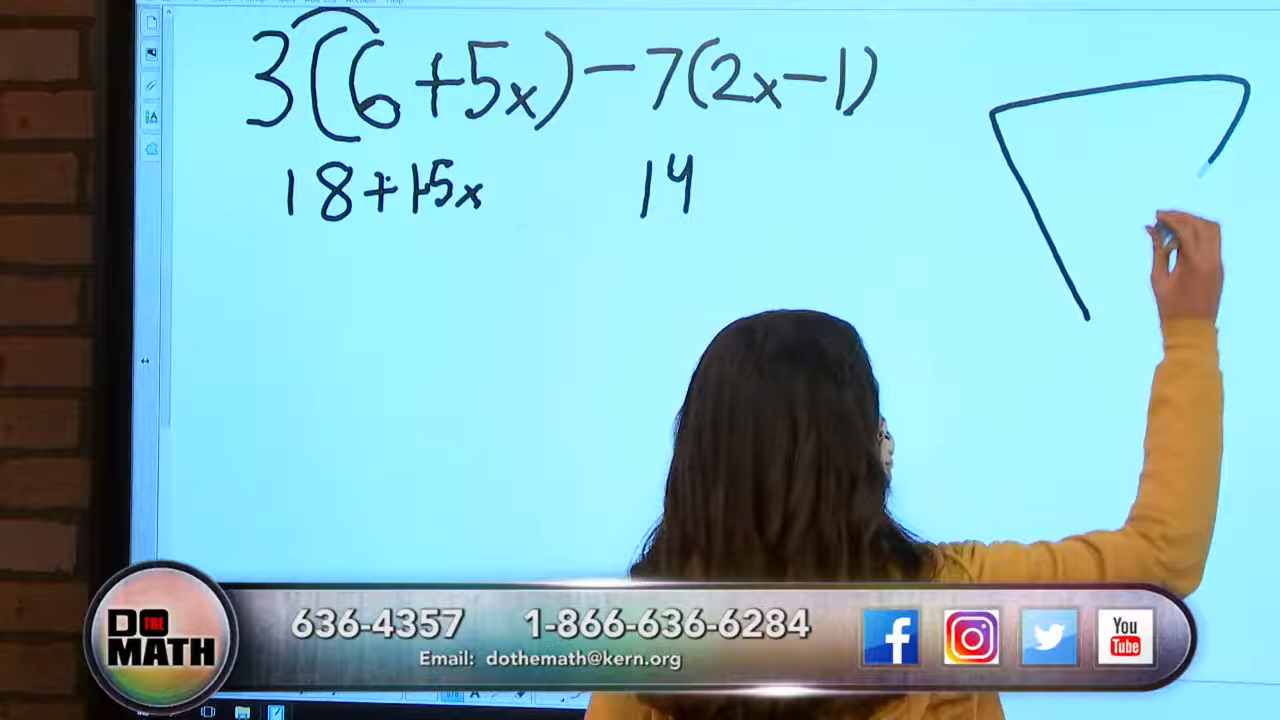 3(6+5x)-7(2x-1)
18+15x 14
636-4357 1-866-636-6284
DO THE MATH
Email: dothemath@kern.org
You Tube